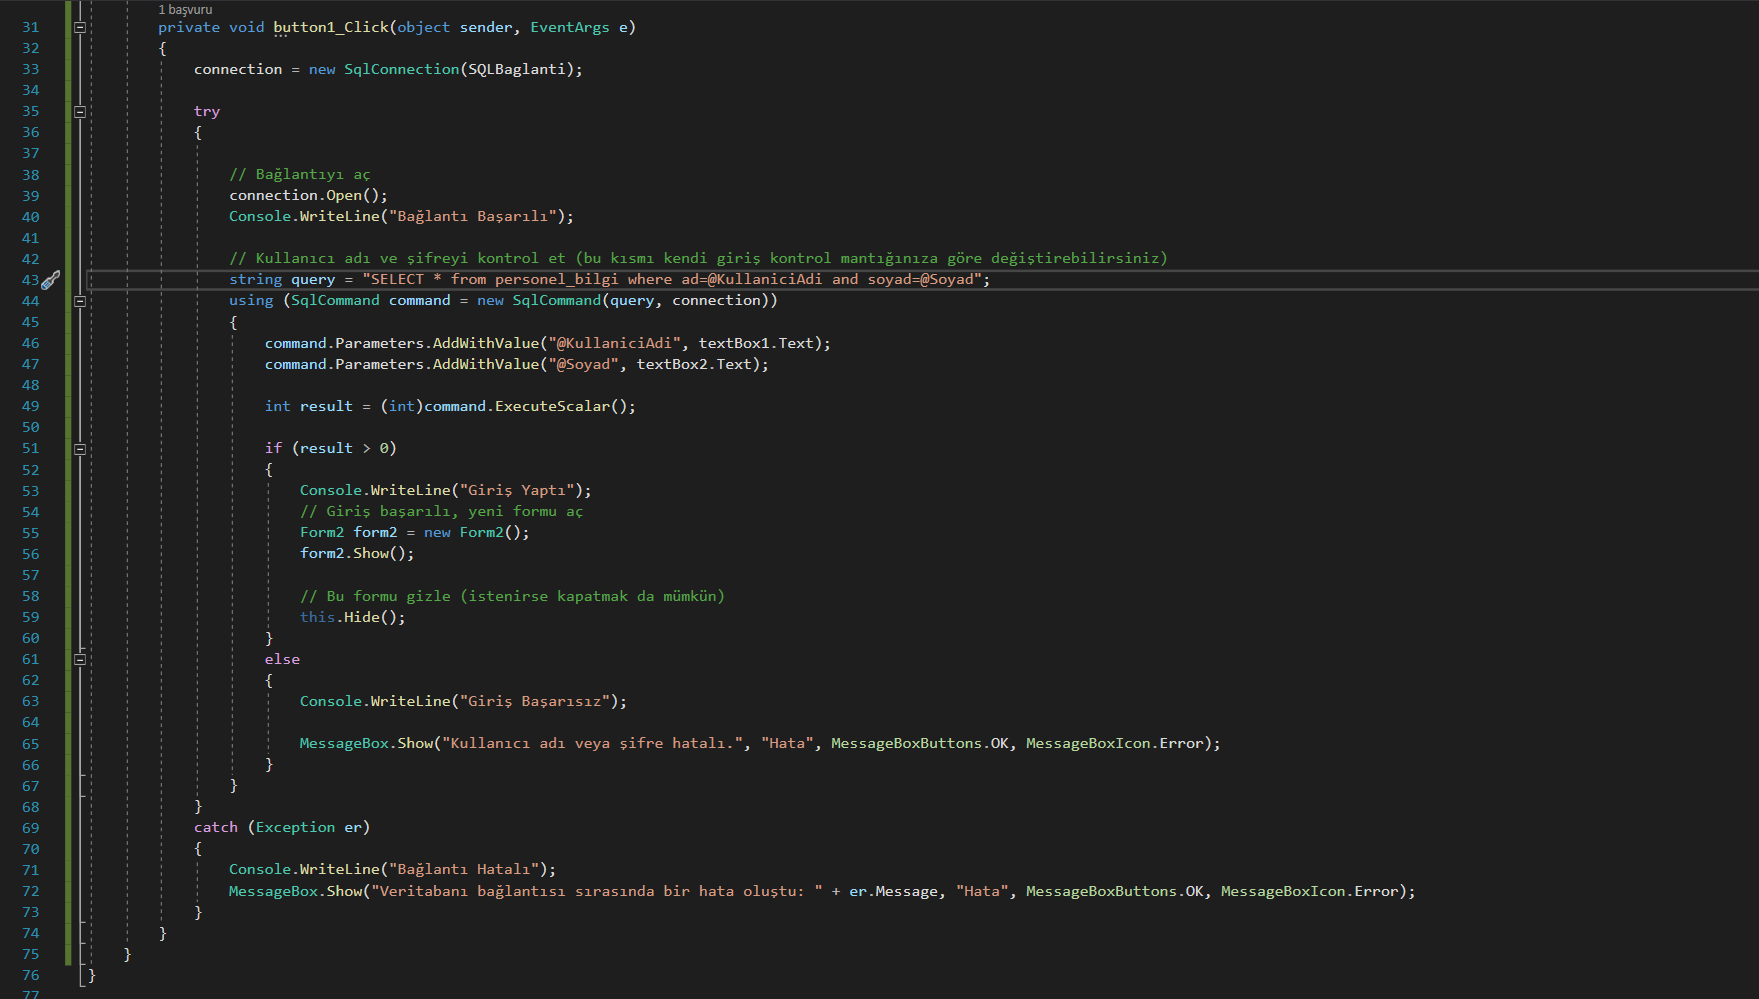 1 başvuru
31 private void button1_Click(object sender, EventArgs e)
32 {
33 connection = new SqlConnection(SQLBaglanti);
34
35 try
36 {
37
38 // Bağlantıyı aç
39 connection.Open();
40 Console.WriteLine("Bağlantı Başarılı");
41
42 // Kullanıcı adı ve şifreyi kontrol et (bu kısmı kendi giriş kontrol mantığınıza göre değiştirebilirsiniz)
43 string query = "SELECT * from personel_bilgi where ad=@KullaniciAdi and soyad=@Soyad";
44 using (SqlCommand command = new SqlCommand(query, connection))
45 {
46 command.Parameters.AddWithValue("@KullaniciAdi", textBox1.Text);
47 command.Parameters.AddWithValue("@Soyad", textBox2.Text);
48
49 int result = (int)command.ExecuteScalar();
50
51 if (result > 0)
52 {
53 Console.WriteLine("Giriş Yaptı");
54 // Giriş başarılı, yeni formu aç
55 Form2 form2 = new Form2();
56 form2.Show();
57
58 // Bu formu gizle (istenirse kapatmak da mümkün)
59 this.Hide();
60 }
61 else
62 {
63 Console.WriteLine("Giriş Başarısız");
64
65 MessageBox.Show("Kullanıcı adı veya şifre hatalı.", "Hata", MessageBoxButtons.OK, MessageBoxIcon.Error);
66 }
67 }
68 }
69 catch (Exception er)
70 {
71 Console.WriteLine("Bağlantı Hatalı");
72 MessageBox.Show("Veritabanı bağlantısı sırasında bir hata oluştu: " + er.Message, "Hata", MessageBoxButtons.OK, MessageBoxIcon.Error);
73 }
74 }
75 }
76 }
77